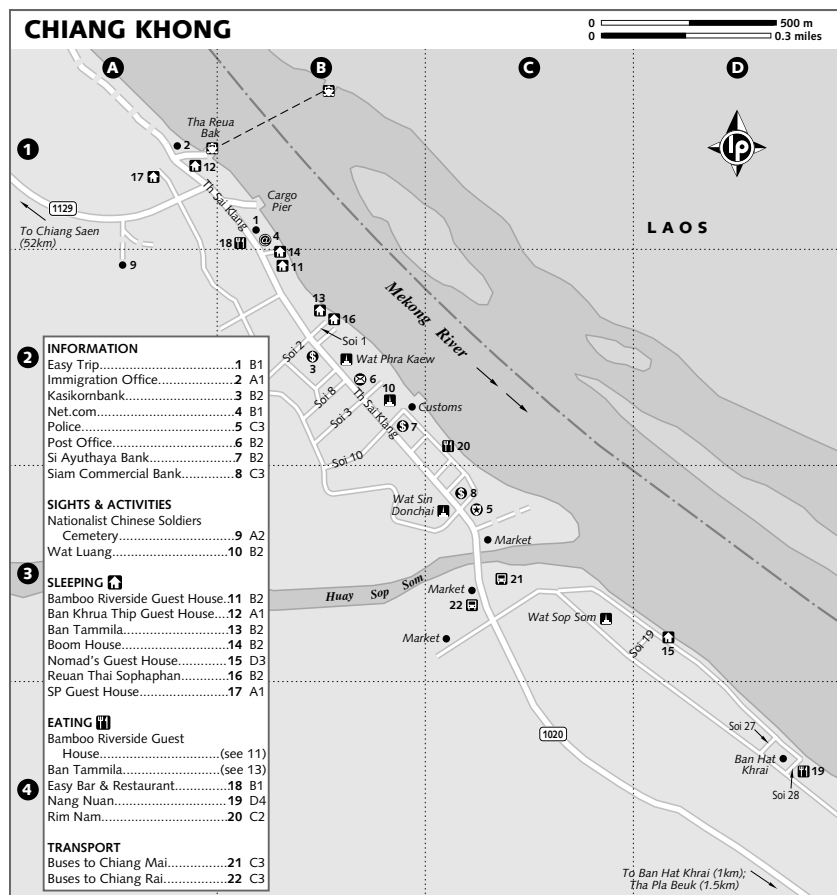 CHIANG KHONG
0 500 m
0 0.3 miles
A
B
C
D
1
2
3
4
Tha Reua
Bak
2
12
17
Th Sai Klang
Cargo
Pier
1129
To Chiang Saen
(52km)
1
4
18
14
11
9
lp
LAOS
Mekong River
13
16
Soi 1
Soi 2
3
Wat Phra Kaew
6
10
Soi 8
Customs
Soi 3
Th Sai Klang
7
20
Soi 10
8
Wat Sin
Donchai
5
Market
21
Market
Huay Sop Som
22
Market
Wat Sop Som
Soi 19
15
1020
Soi 27
Ban Hat
Khrai
19
Soi 28
To Ban Hat Khrai (1km);
Tha Pla Beuk (1.5km)
INFORMATION
Easy Trip..................................1 B1
Immigration Office..................2 A1
Kasikornbank..........................3 B2
Net.com..................................4 B1
Police......................................5 C3
Post Office..............................6 B2
Si Ayuthaya Bank....................7 B2
Siam Commercial Bank............8 C3
SIGHTS & ACTIVITIES
Nationalist Chinese Soldiers
Cemetery............................9 A2
Wat Luang............................10 B2
SLEEPING
Bamboo Riverside Guest House.11 B2
Ban Khrua Thip Guest House...12 A1
Ban Tammila.........................13 B2
Boom House.........................14 B2
Nomad's Guest House............15 D3
Reuan Thai Sophaphan..........16 B2
SP Guest House.....................17 A1
EATING
Bamboo Riverside Guest
House..........................(see 11)
Ban Tammila....................(see 13)
Easy Bar & Restaurant............18 B1
Nang Nuan...........................19 D4
Rim Nam..............................20 C2
TRANSPORT
Buses to Chiang Mai..............21 C3
Buses to Chiang Rai...............22 C3